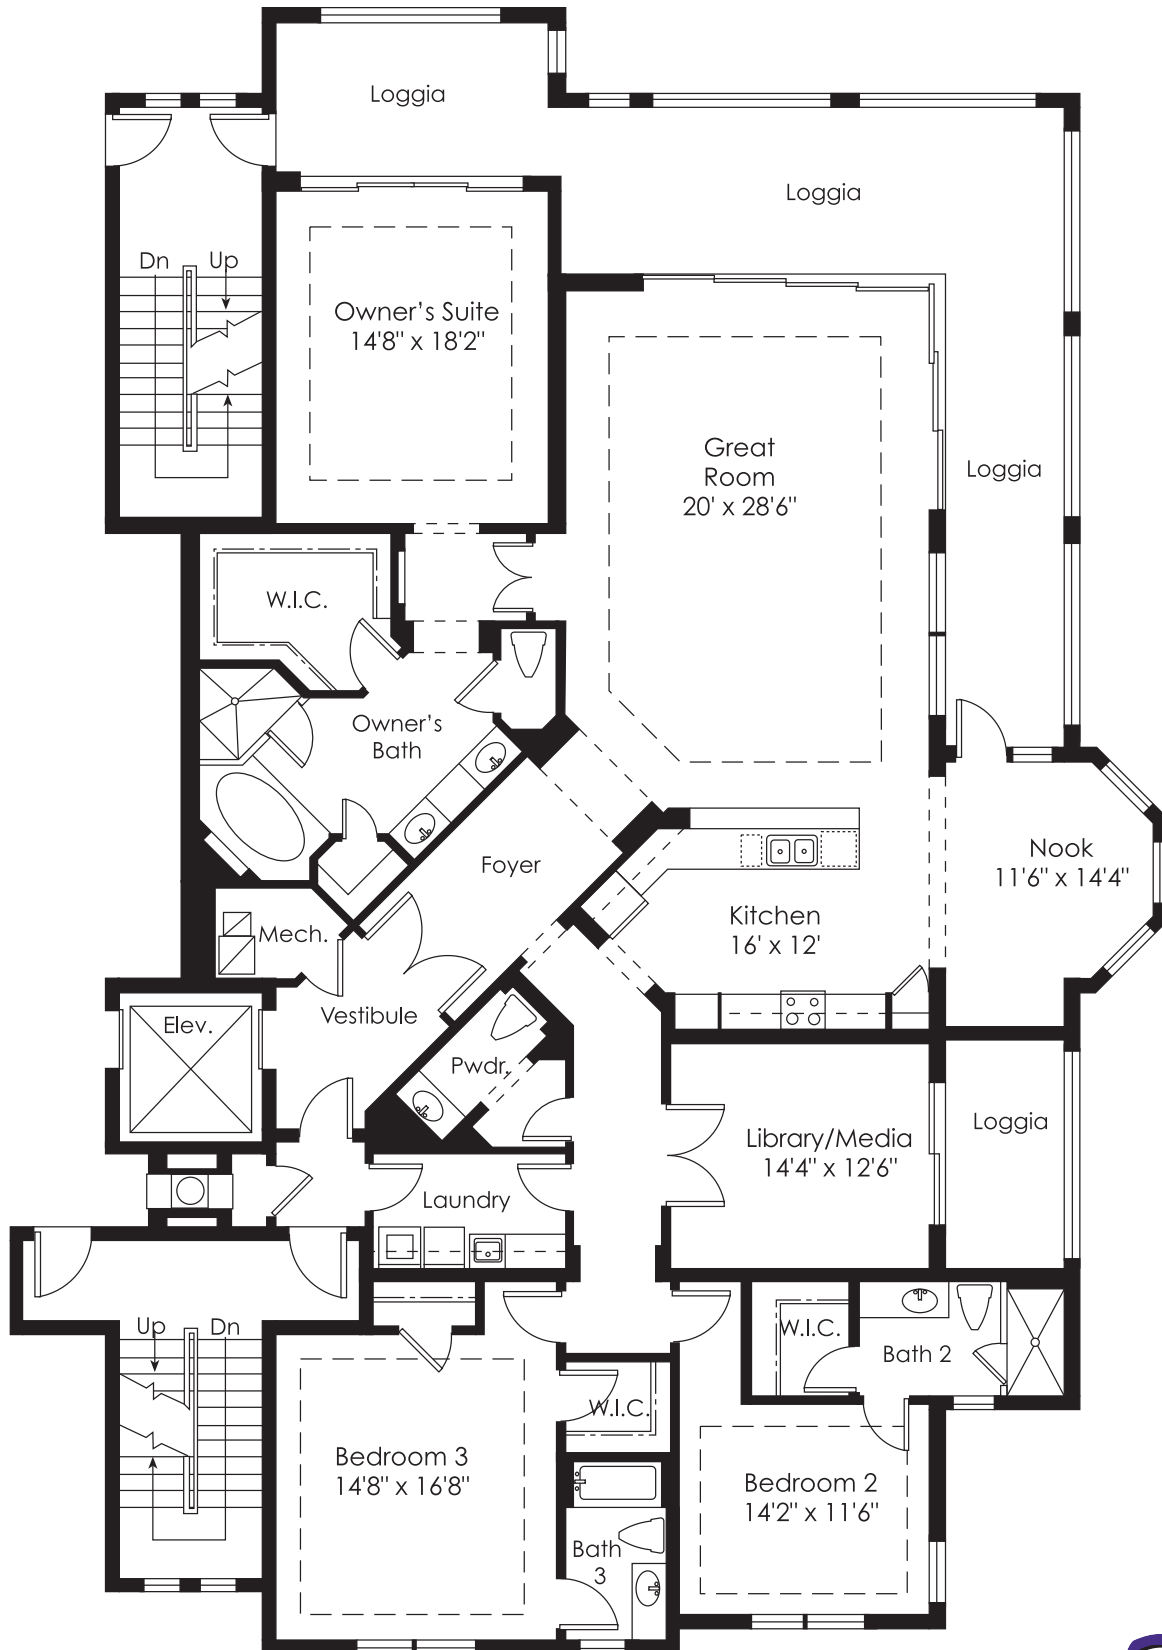 Loggia
Loggia
Dn
Up
Owner's Suite
14'8" x 18'2"
Great
Room
20' x 28'6"
Loggia
W.I.C.
Owner's
Bath
Foyer
Nook
11'6" x 14'4"
Kitchen
16' x 12'
Mech.
Vestibule
Elev.
Pwdr.
Library/Media
14'4" x 12'6"
Loggia
Laundry
Up
Dn
W.I.C.
Bath 2
W.I.C.
Bedroom 3
14'8" x 16'8"
Bedroom 2
14'2" x 11'6"
Bath
3